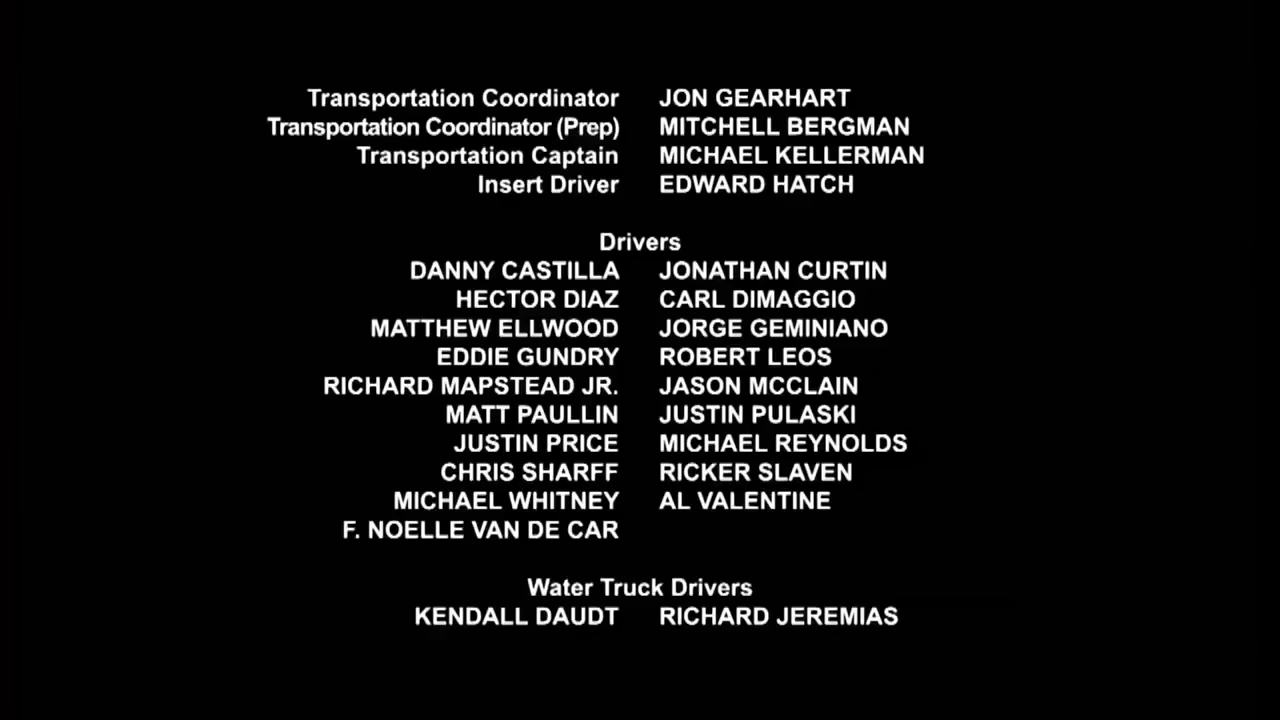 Transportation Coordinator JON GEARHART
Transportation Coordinator (Prep) MITCHELL BERGMAN
Transportation Captain MICHAEL KELLERMAN
Insert Driver EDWARD HATCH
Drivers
DANNY CASTILLA JONATHAN CURTIN
HECTOR DIAZ CARL DIMAGGIO
MATTHEW ELLWOOD JORGE GEMINIANO
EDDIE GUNDRY ROBERT LEOS
RICHARD MAPSTEAD JR. JASON MCCLAIN
MATT PAULLIN JUSTIN PULASKI
JUSTIN PRICE MICHAEL REYNOLDS
CHRIS SHARFF RICKER SLAVEN
MICHAEL WHITNEY AL VALENTINE
F. NOELLE VAN DE CAR
Water Truck Drivers
KENDALL DAUDT RICHARD JEREMIAS